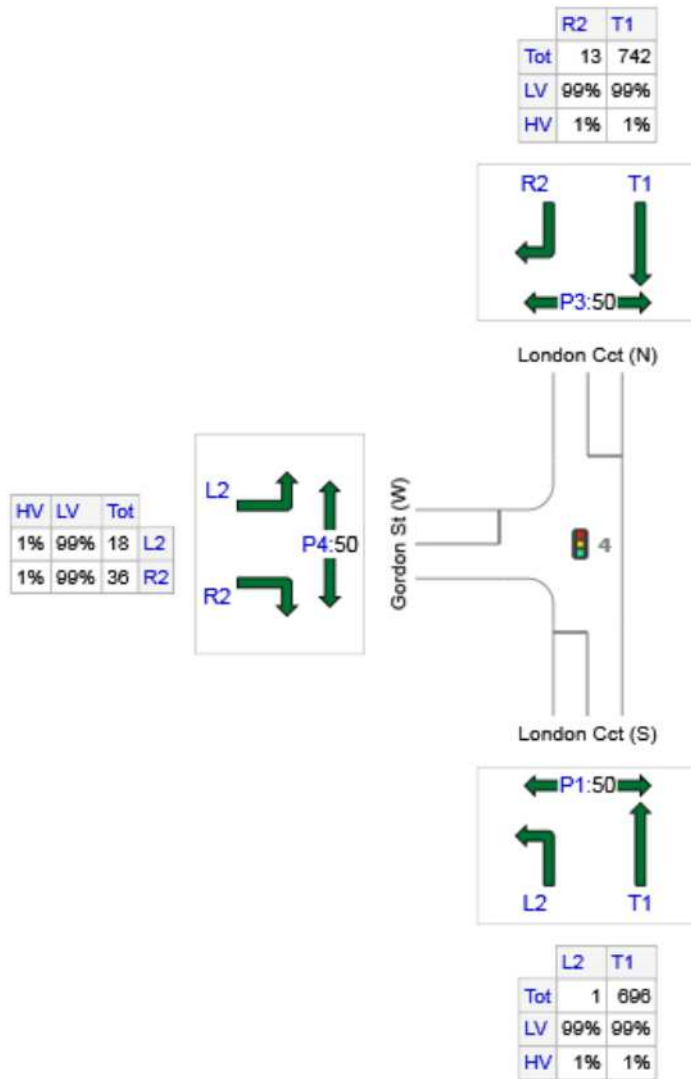 R2 T1
Tot 13 742
LV 99% 99%
HV 1% 1%
R2 T1
P3:50
London Cct (N)
HV LV Tot
1% 99% 18 L2
1% 99% 36 R2
L2
P4:50
R2
Gordon St (W)
4
London Cct (S)
P1:50
L2 T1
L2 T1
Tot 1 696
LV 99% 99%
HV 1% 1%